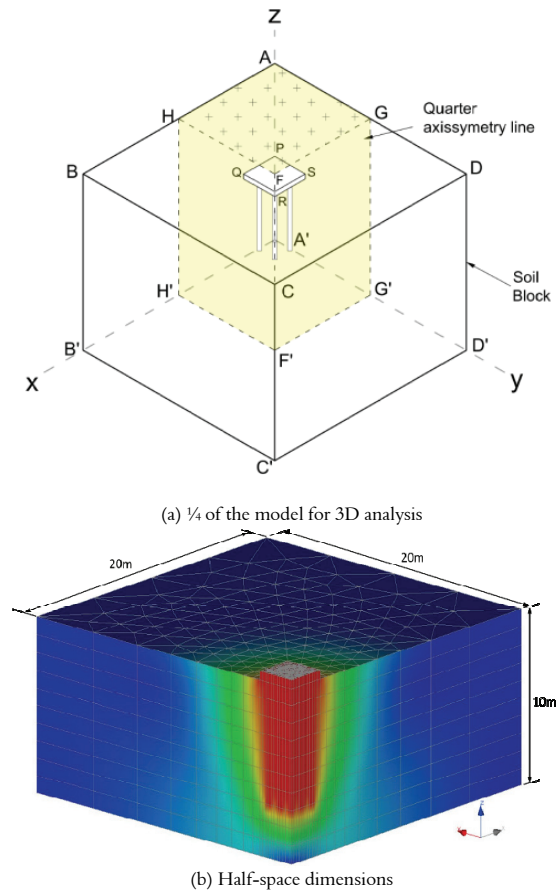 z
A
H
G
Quarter
axissymetry line
P
B
Q
F
S
D
R
A'
C
H'
G'
Soil
Block
B'
F'
D'
x
y
C'
(a) ¼ of the model for 3D analysis
20m
20m
10m
z
(b) Half-space dimensions